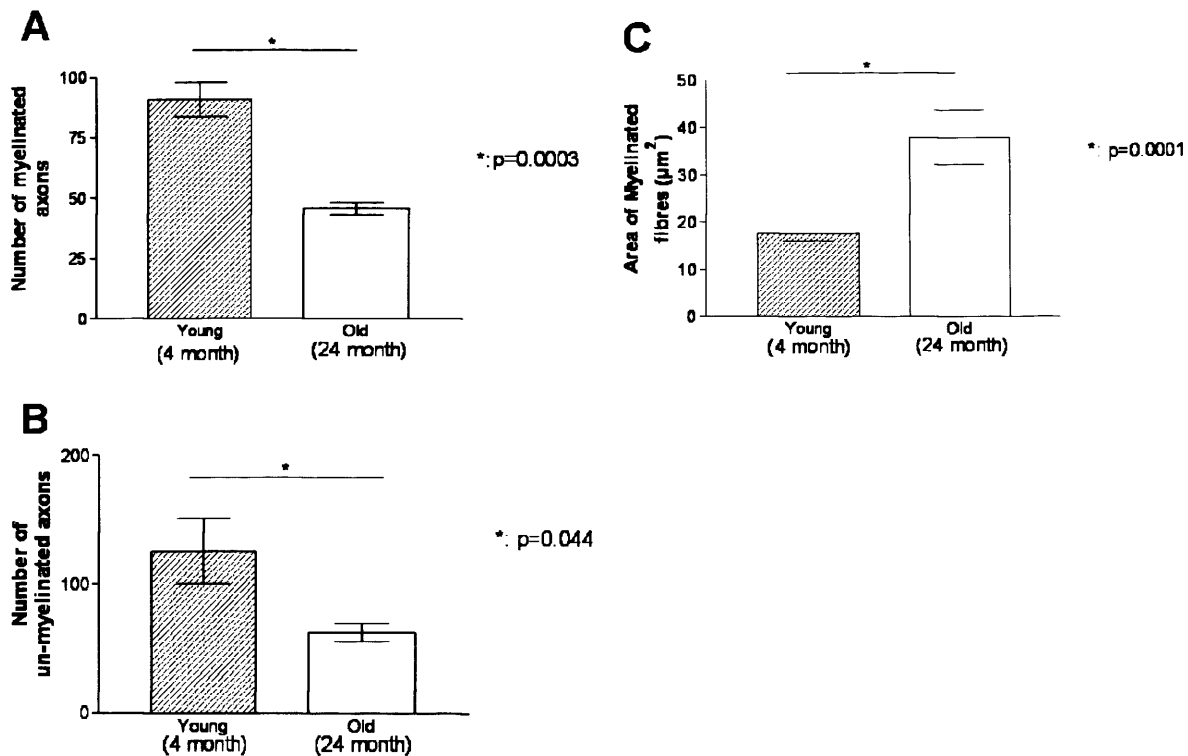 A
*
Number of myelinated
axons
100
75
50
25
0
Young
(4 month)
Old
(24 month)
*: p=0.0003
B
*
Number of
un-myelinated axons
200
100
0
Young
(4 month)
Old
(24 month)
*: p=0.044
C
*
Area of Myelinated
fibres (µm²)
50
40
30
20
10
0
Young
(4 month)
Old
(24 month)
*: p=0.0001